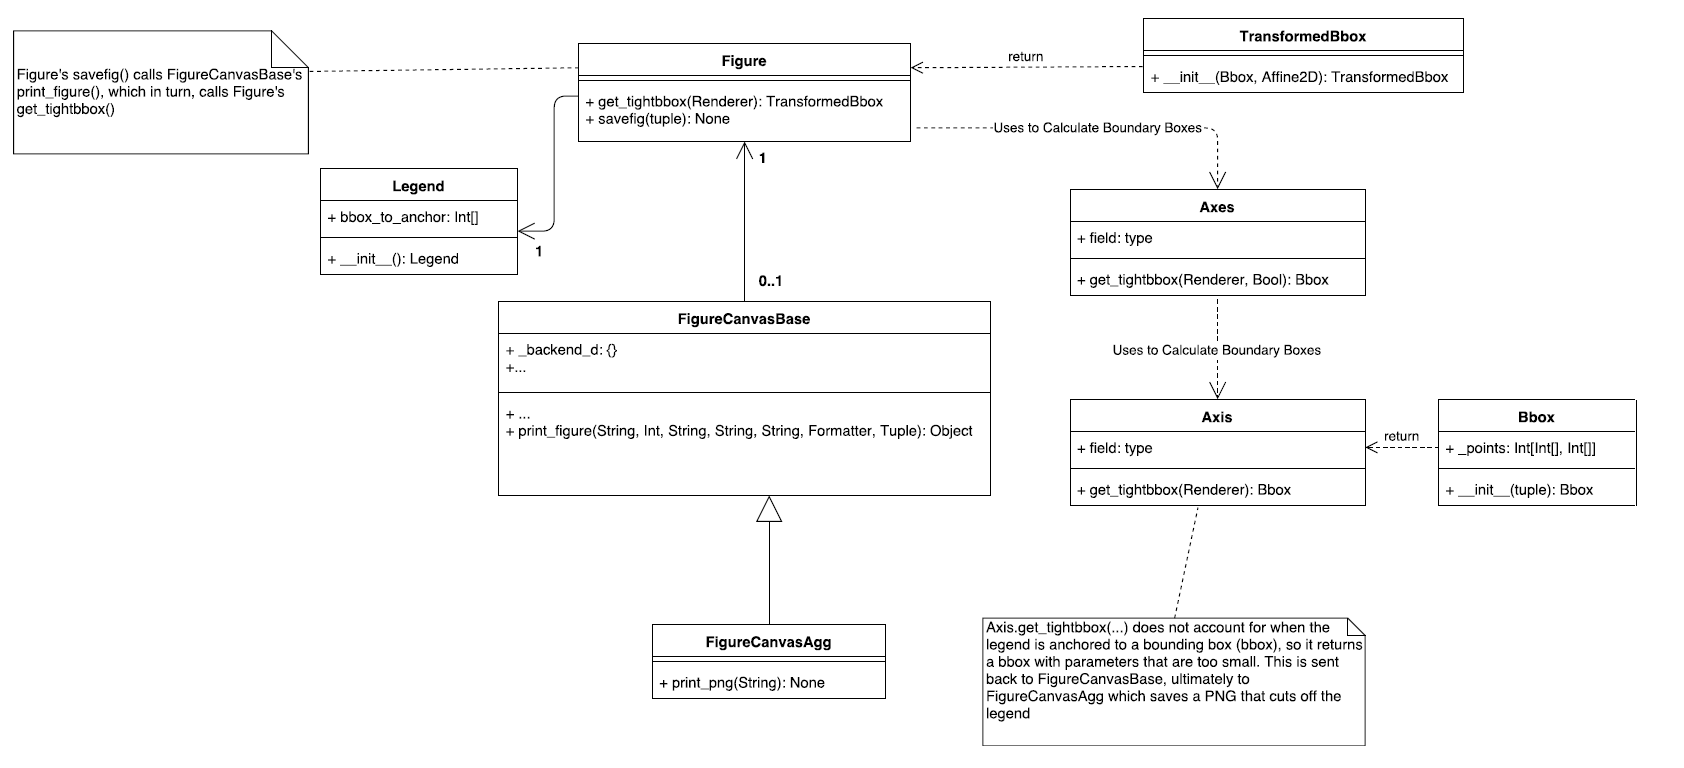 Figure's savefig() calls FigureCanvasBase's
print_figure(), which in turn, calls Figure's
get_tightbbox()
Figure
+ get_tightbbox(Renderer): TransformedBbox
+ savefig(tuple): None
return
TransformedBbox
+ __init__(Bbox, Affine2D): TransformedBbox
Uses to Calculate Boundary Boxes
1
Legend
+ bbox_to_anchor: Int[]
+ __init__(): Legend
1
Axes
+ field: type
+ get_tightbbox(Renderer, Bool): Bbox
0..1
FigureCanvasBase
+ _backend_d: {}
+...
+ ...
+ print_figure(String, Int, String, String, String, Formatter, Tuple): Object
Uses to Calculate Boundary Boxes
Axis
+ field: type
+ get_tightbbox(Renderer): Bbox
return
Bbox
+ _points: Int[Int[], Int[]]
+ __init__(tuple): Bbox
FigureCanvasAgg
+ print_png(String): None
Axis.get_tightbbox(...) does not account for when the
legend is anchored to a bounding box (bbox), so it returns
a bbox with parameters that are too small. This is sent
back to FigureCanvasBase, ultimately to
FigureCanvasAgg which saves a PNG that cuts off the
legend